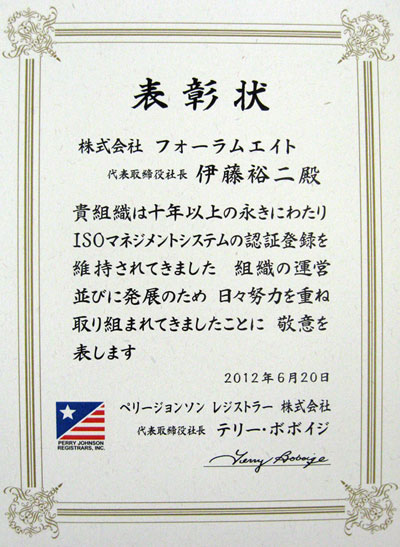 表彰状
株式会社 フォーラムエイト
代表取締役社長 伊藤裕二殿
貴組織は十年以上の永きにわたり
ISOマネジメントシステムの認証登録を
維持されてきました 組織の運営
並びに発展のため 日々努力を重ね
取り組まれてきましたことに 敬意を
表します
2012年6月20日
ペリージョンソン レジストラー 株式会社
代表取締役社長 テリー・ボボイジ
PERRY JOHNSON
REGISTRARS, INC.
Terry Boboige